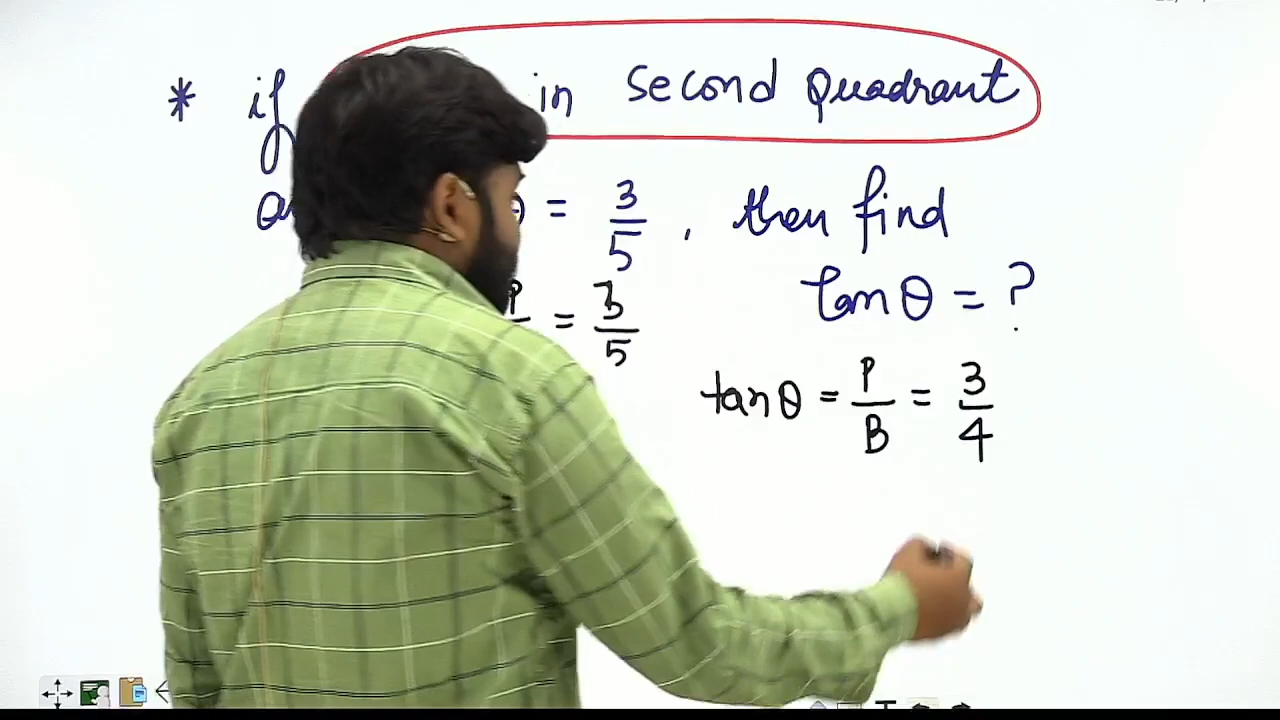 * if in second Quadrant
θ = 3/5 , then find
P = 3/5 tan θ = ?
tan θ = P/B = 3/4